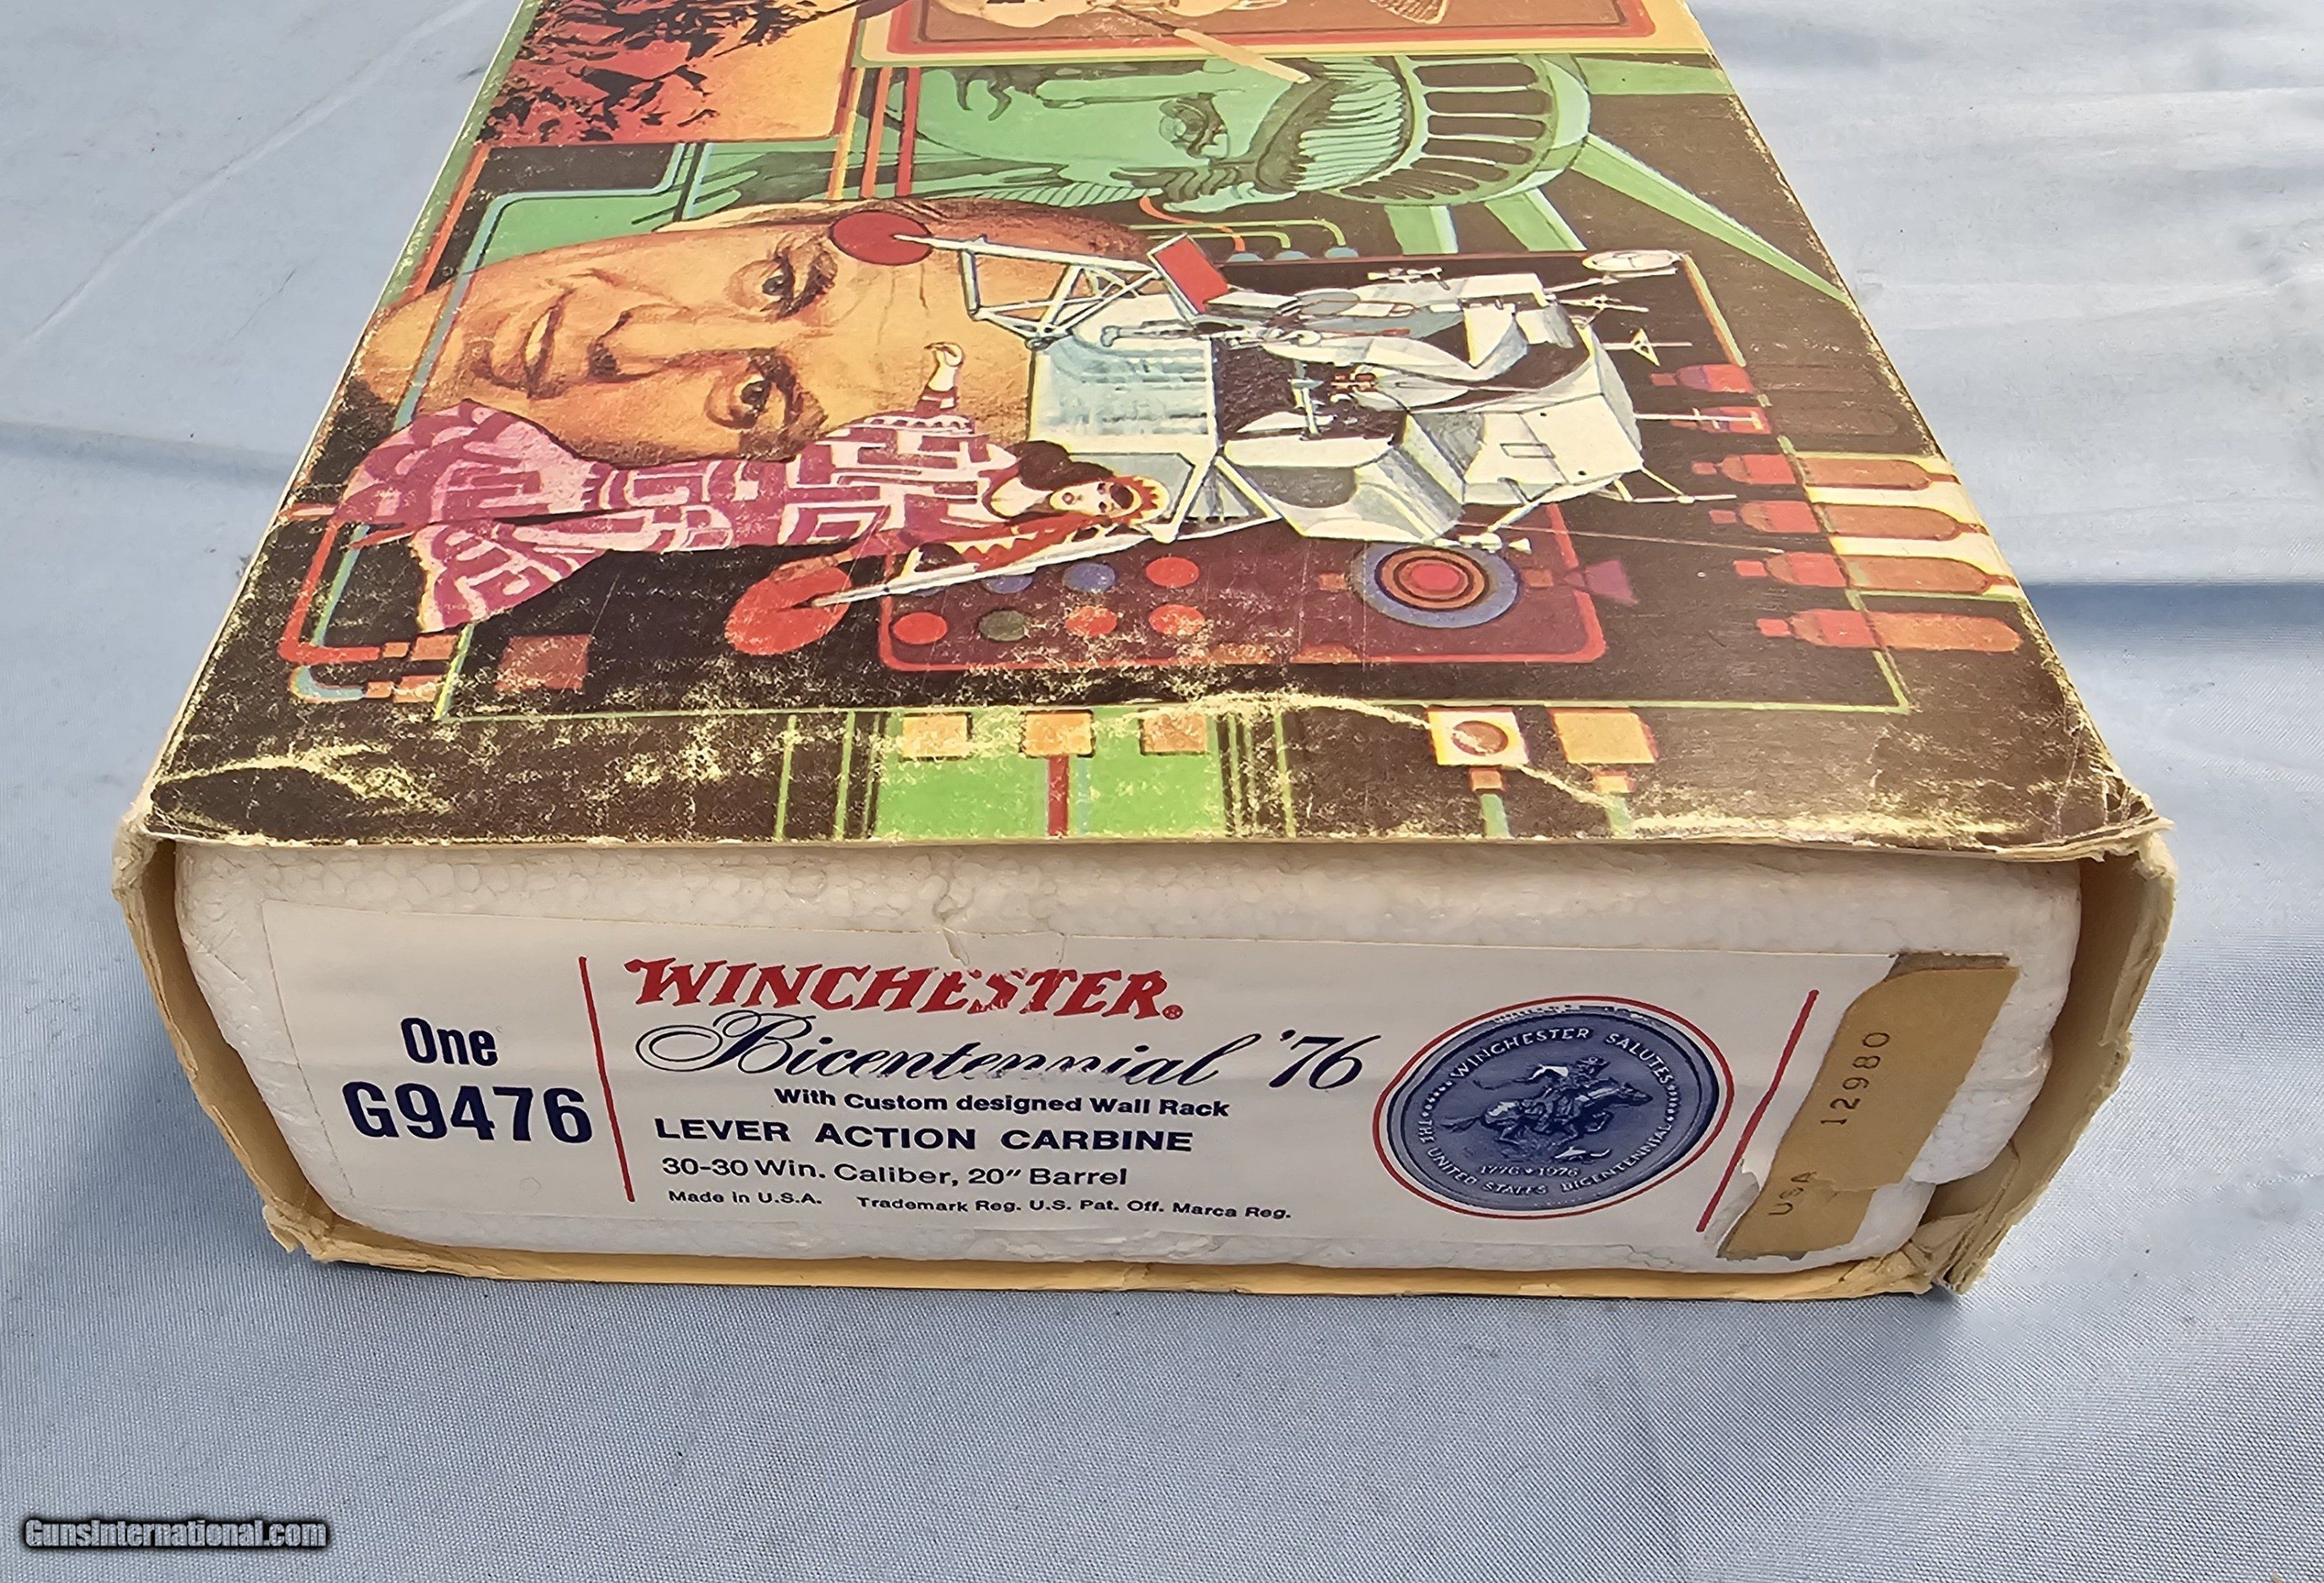 One
G9476
WINCHESTER®
Bicentennial '76
With Custom designed Wall Rack
LEVER ACTION CARBINE
30-30 Win. Caliber, 20" Barrel
Made in U.S.A. Trademark Reg. U.S. Pat. Off. Marca Reg.
WINCHESTER SALUTES
THE UNITED STATES BICENTENNIAL
1776 • 1976
USA 12980
GunsInternational.com